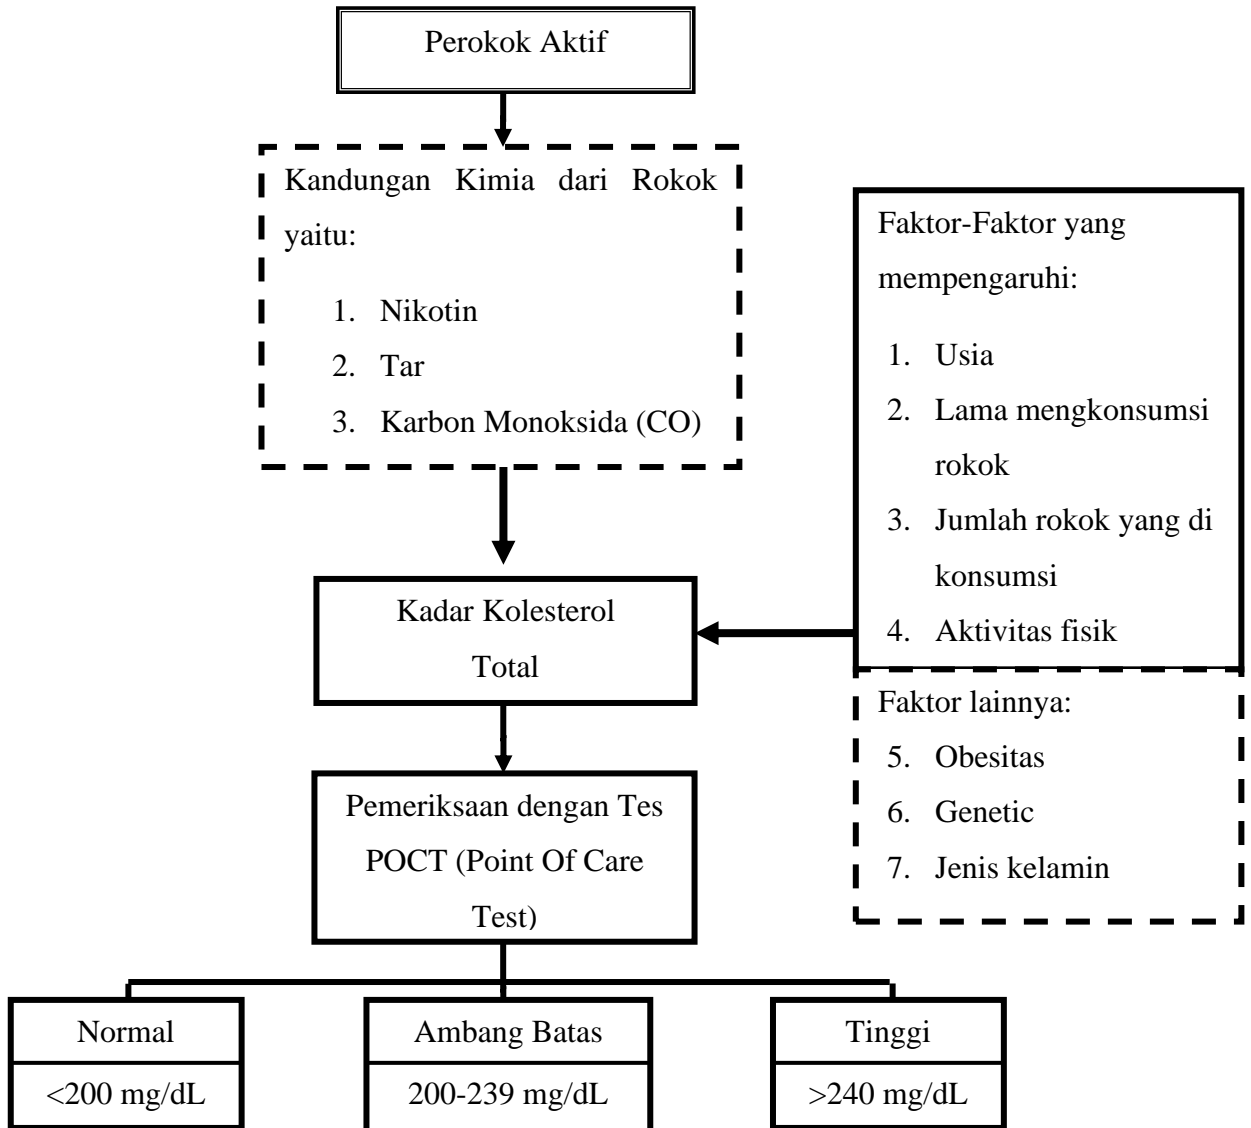 Perokok Aktif
Kandungan Kimia dari Rokok
yaitu:
1. Nikotin
2. Tar
3. Karbon Monoksida (CO)
Faktor-Faktor yang
mempengaruhi:
1. Usia
2. Lama mengkonsumsi
rokok
3. Jumlah rokok yang di
konsumsi
4. Aktivitas fisik
Faktor lainnya:
5. Obesitas
6. Genetic
7. Jenis kelamin
Kadar Kolesterol
Total
Pemeriksaan dengan Tes
POCT (Point Of Care
Test)
Normal
<200 mg/dL
Ambang Batas
200-239 mg/dL
Tinggi
>240 mg/dL